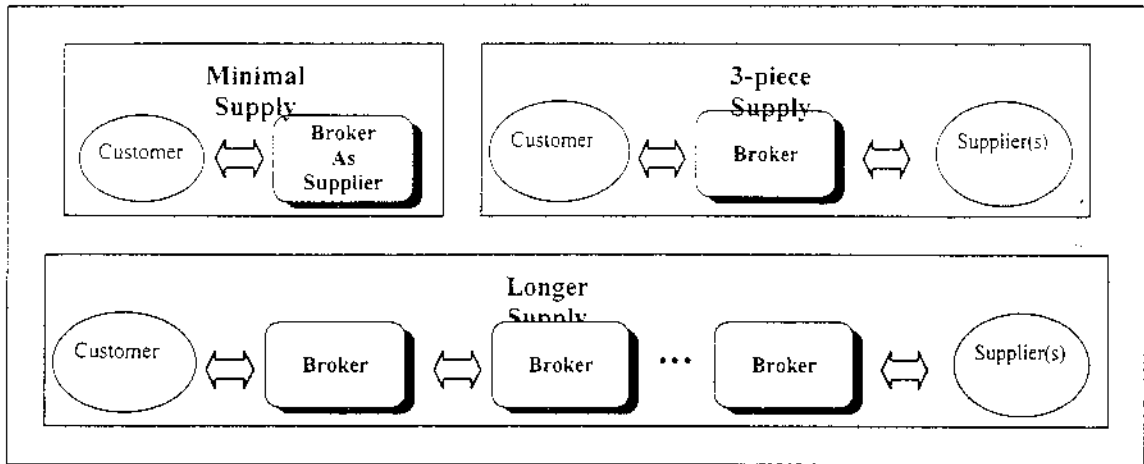 Minimal
Supply
Customer
Broker
As
Supplier
3-piece
Supply
Customer
Broker
Supplier(s)
Longer
Supply
Customer
Broker
Broker
•••
Broker
Supplier(s)